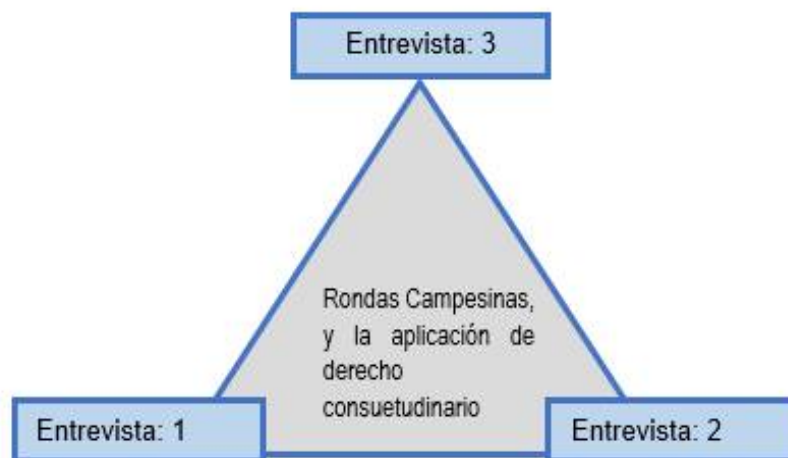 Entrevista: 3
Rondas Campesinas,
y la aplicación de
derecho
consuetudinario
Entrevista: 1
Entrevista: 2